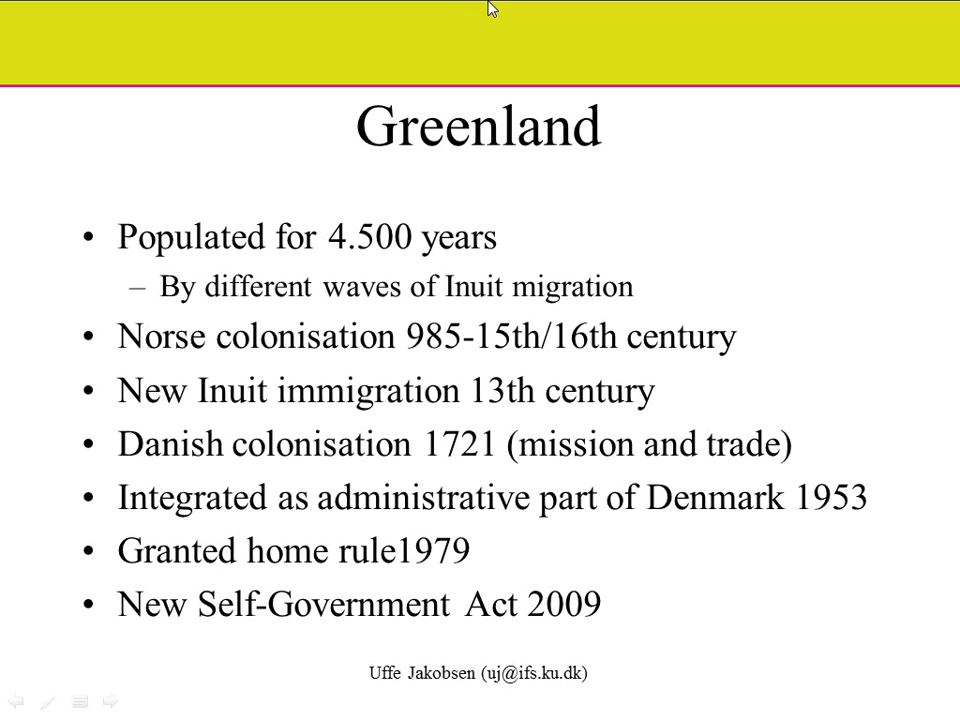 Greenland
• Populated for 4.500 years
– By different waves of Inuit migration
• Norse colonisation 985-15th/16th century
• New Inuit immigration 13th century
• Danish colonisation 1721 (mission and trade)
• Integrated as administrative part of Denmark 1953
• Granted home rule1979
• New Self-Government Act 2009
Uffe Jakobsen (uj@ifs.ku.dk)